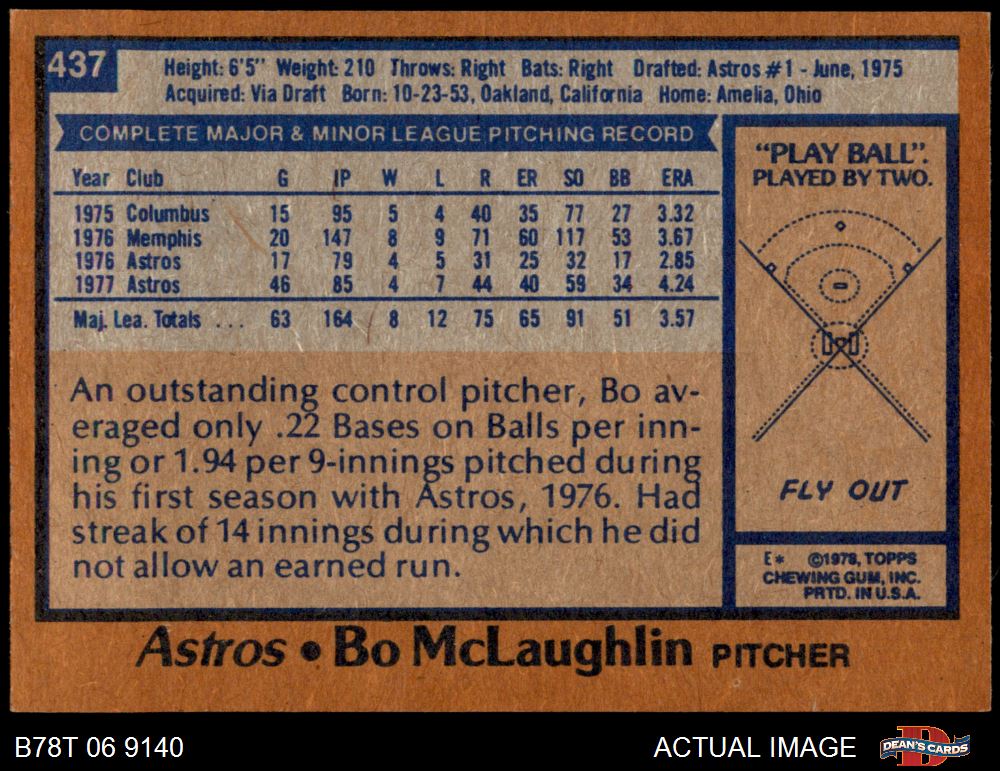 437
Height: 6'5" Weight: 210 Throws: Right Bats: Right Drafted: Astros #1 - June, 1975
Acquired: Via Draft Born: 10-23-53, Oakland, California Home: Amelia, Ohio
COMPLETE MAJOR & MINOR LEAGUE PITCHING RECORD
Year Club G IP W L R ER SO BB ERA
1975 Columbus 15 95 5 4 40 35 77 27 3.32
1976 Memphis 20 147 8 9 71 60 117 53 3.67
1976 Astros 17 79 4 5 31 25 32 17 2.85
1977 Astros 46 85 4 7 44 40 59 34 4.24
Maj. Lea. Totals ... 63 164 8 12 75 65 91 51 3.57
An outstanding control pitcher, Bo av-
eraged only .22 Bases on Balls per inn-
ing or 1.94 per 9-innings pitched during
his first season with Astros, 1976. Had
streak of 14 innings during which he did
not allow an earned run.
"PLAY BALL".
PLAYED BY TWO.
FLY OUT
E* ©1978, TOPPS
CHEWING GUM, INC.
PRTD. IN U.S.A.
Astros • Bo McLaughlin PITCHER
B78T 06 9140
ACTUAL IMAGE
DEAN'S CARDS